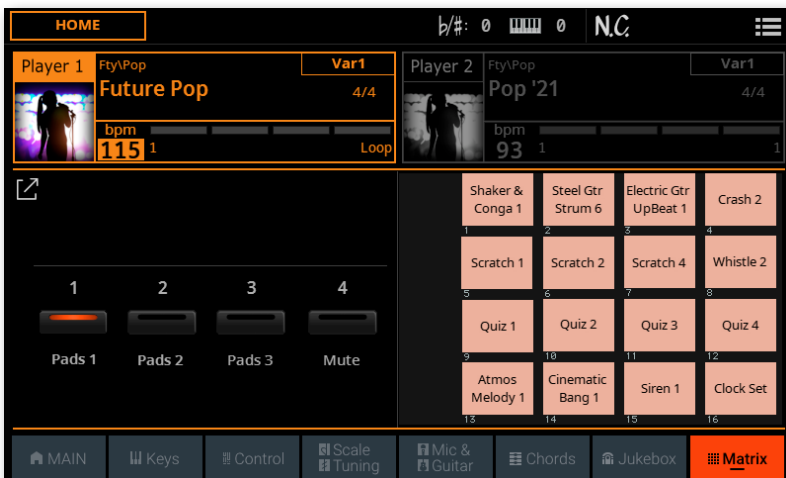 HOME
♭/#: 0 0 N.C.
Player 1 Fty\Pop Var1
Future Pop 4/4
bpm
115 1 Loop
Player 2 Fty\Pop Var1
Pop '21 4/4
bpm
93 1 1
1 2 3 4
Pads 1 Pads 2 Pads 3 Mute
Shaker & Steel Gtr Electric Gtr Crash 2
Conga 1 Strum 6 UpBeat 1
1 2 3 4
Scratch 1 Scratch 2 Scratch 4 Whistle 2
5 6 7 8
Quiz 1 Quiz 2 Quiz 3 Quiz 4
9 10 11 12
Atmos Cinematic Siren 1 Clock Set
Melody 1 Bang 1
13 14 15 16
MAIN Keys Control Scale Mic & Chords Jukebox Matrix
Tuning Guitar